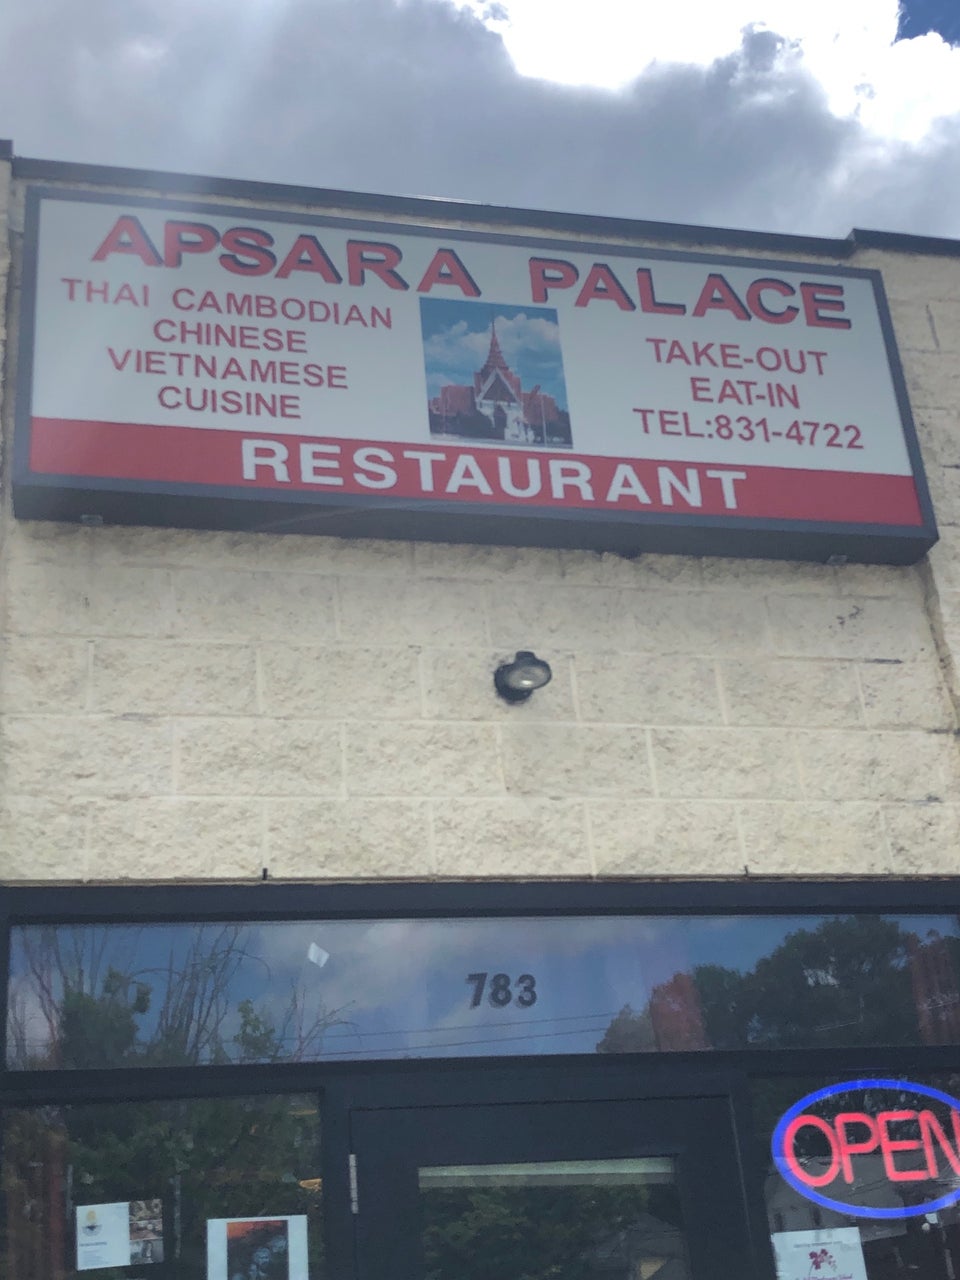 APSARA PALACE
THAI CAMBODIAN
CHINESE
VIETNAMESE
CUISINE
TAKE-OUT
EAT-IN
TEL:831-4722
RESTAURANT
783
OPEN